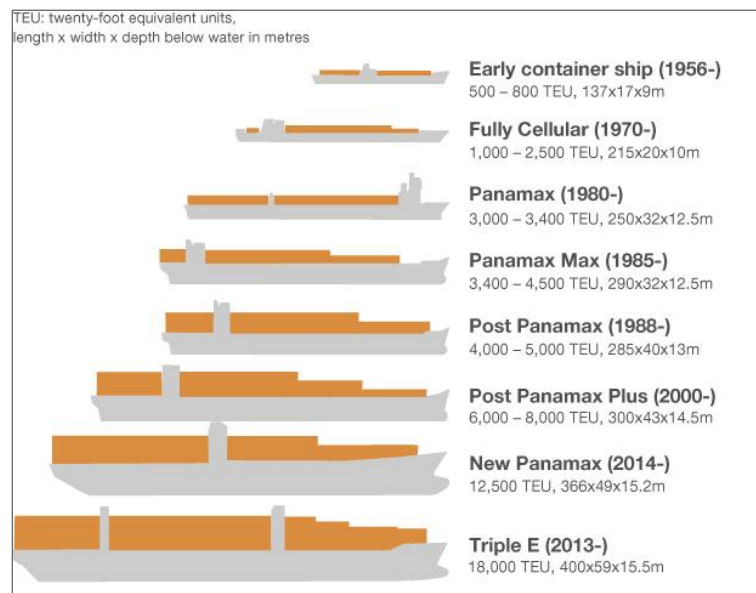 TEU: twenty-foot equivalent units,
length x width x depth below water in metres
Early container ship (1956-)
500 – 800 TEU, 137x17x9m
Fully Cellular (1970-)
1,000 – 2,500 TEU, 215x20x10m
Panamax (1980-)
3,000 – 3,400 TEU, 250x32x12.5m
Panamax Max (1985-)
3,400 – 4,500 TEU, 290x32x12.5m
Post Panamax (1988-)
4,000 – 5,000 TEU, 285x40x13m
Post Panamax Plus (2000-)
6,000 – 8,000 TEU, 300x43x14.5m
New Panamax (2014-)
12,500 TEU, 366x49x15.2m
Triple E (2013-)
18,000 TEU, 400x59x15.5m